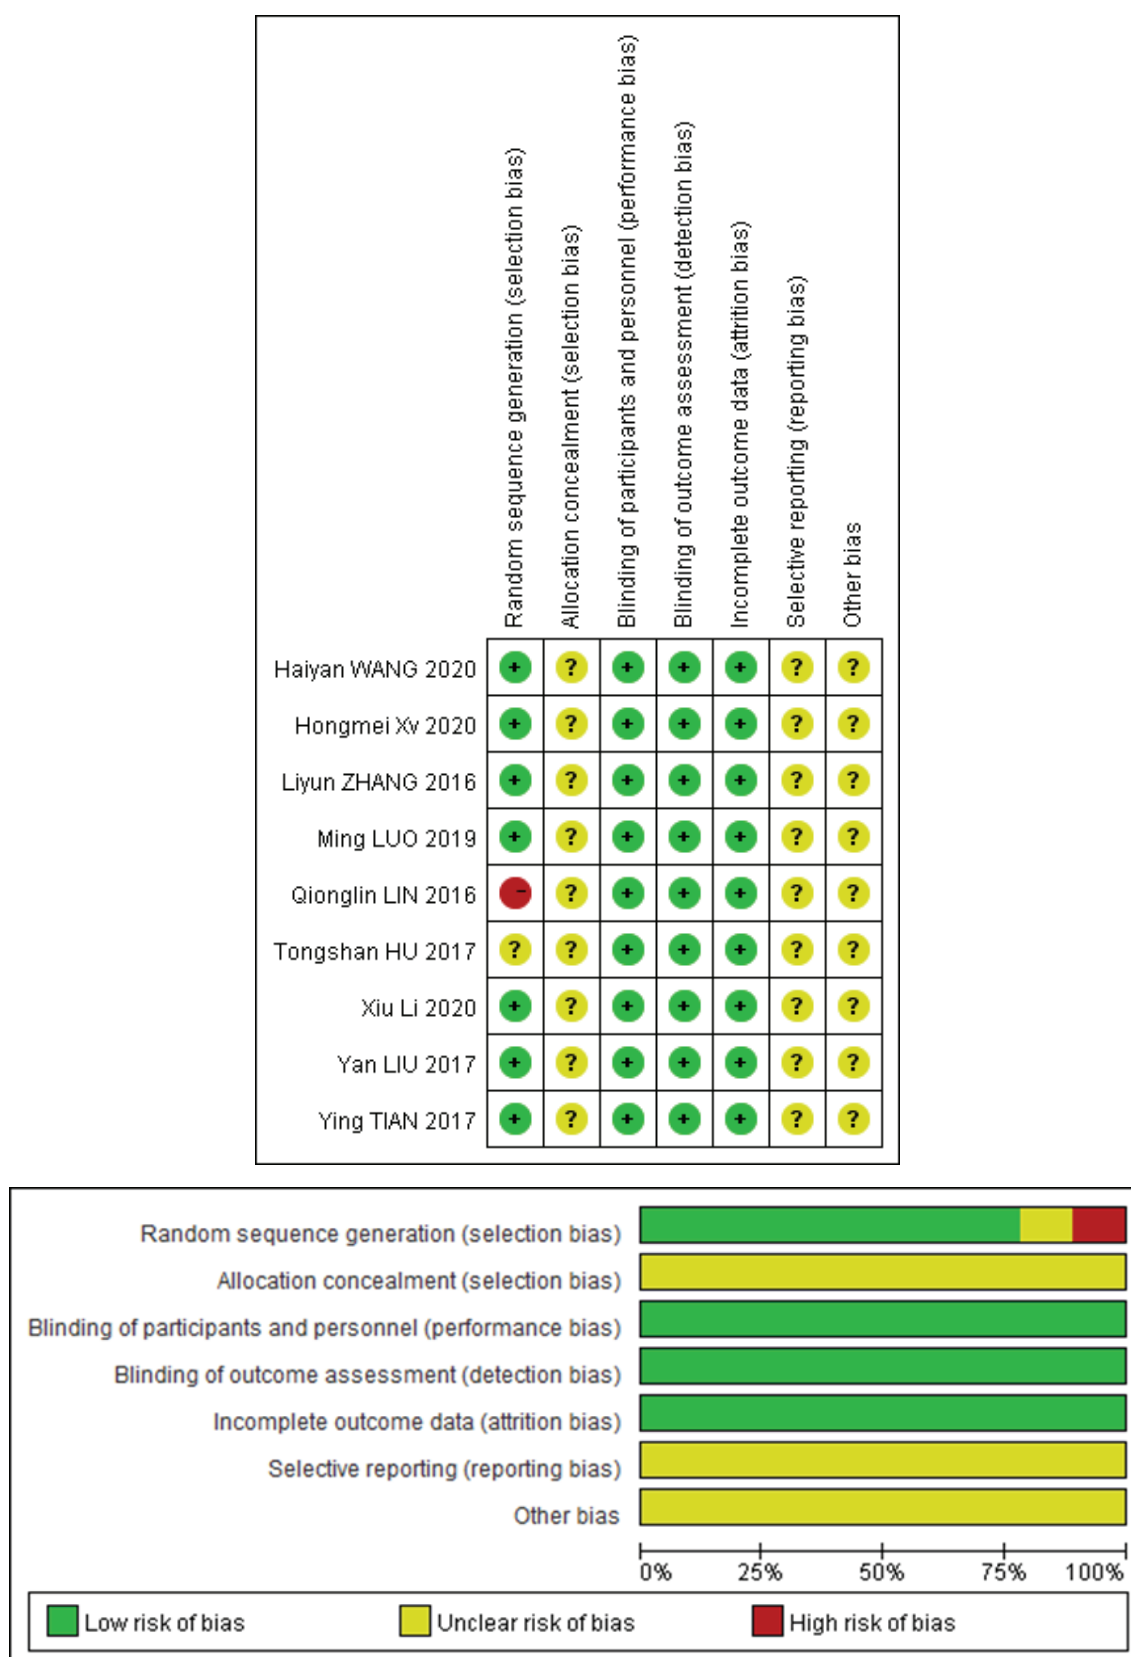 Random sequence generation (selection bias)
Allocation concealment (selection bias)
Blinding of participants and personnel (performance bias)
Blinding of outcome assessment (detection bias)
Incomplete outcome data (attrition bias)
Selective reporting (reporting bias)
Other bias
Haiyan WANG 2020 + ? + + + ? ?
Hongmei Xv 2020 + ? + + + ? ?
Liyun ZHANG 2016 + ? + + + ? ?
Ming LUO 2019 + ? + + + ? ?
Qionglin LIN 2016 - ? + + + ? ?
Tongshan HU 2017 ? ? + + + ? ?
Xiu Li 2020 + ? + + + ? ?
Yan LIU 2017 + ? + + + ? ?
Ying TIAN 2017 + ? + + + ? ?
Random sequence generation (selection bias)
Allocation concealment (selection bias)
Blinding of participants and personnel (performance bias)
Blinding of outcome assessment (detection bias)
Incomplete outcome data (attrition bias)
Selective reporting (reporting bias)
Other bias
0% 25% 50% 75% 100%
Low risk of bias Unclear risk of bias High risk of bias